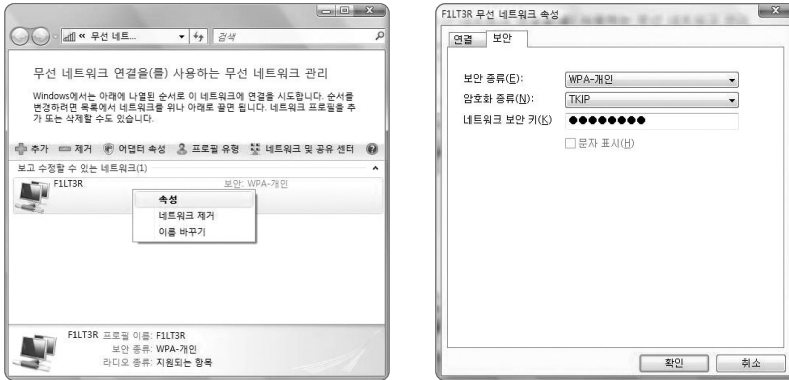 무선 네트...
검색
무선 네트워크 연결을(를) 사용하는 무선 네트워크 관리
Windows에서는 아래에 나열된 순서로 이 네트워크에 연결을 시도합니다. 순서를
변경하려면 목록에서 네트워크를 위나 아래로 끌면 됩니다. 네트워크 프로필을 추
가 또는 삭제할 수도 있습니다.
추가 제거 어댑터 속성 프로필 유형 네트워크 및 공유 센터
보고 수정할 수 있는 네트워크(1)
F1LT3R 보안: WPA-개인
속성
네트워크 제거
이름 바꾸기
F1LT3R 프로필 이름: F1LT3R
보안 종류: WPA-개인
라디오 종류: 지원되는 항목
F1LT3R 무선 네트워크 속성
연결 보안
보안 종류(E): WPA-개인
암호화 종류(N): TKIP
네트워크 보안 키(K) ●●●●●●●●
문자 표시(H)
확인 취소